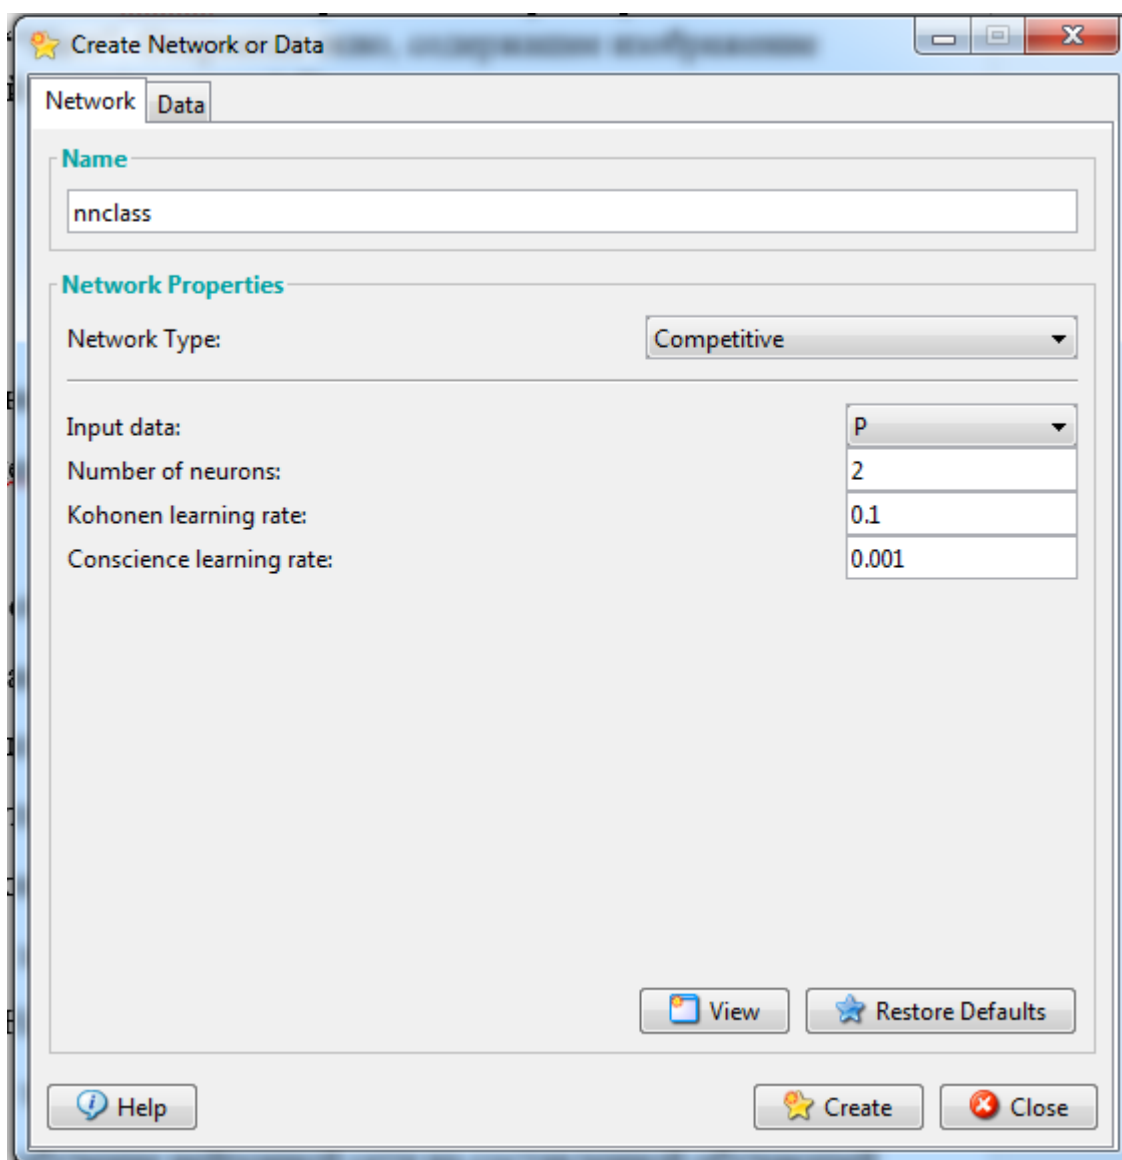 Create Network or Data
Network Data
Name
nnclass
Network Properties
Network Type: Competitive
Input data: P
Number of neurons: 2
Kohonen learning rate: 0.1
Conscience learning rate: 0.001
View Restore Defaults
Help Create Close